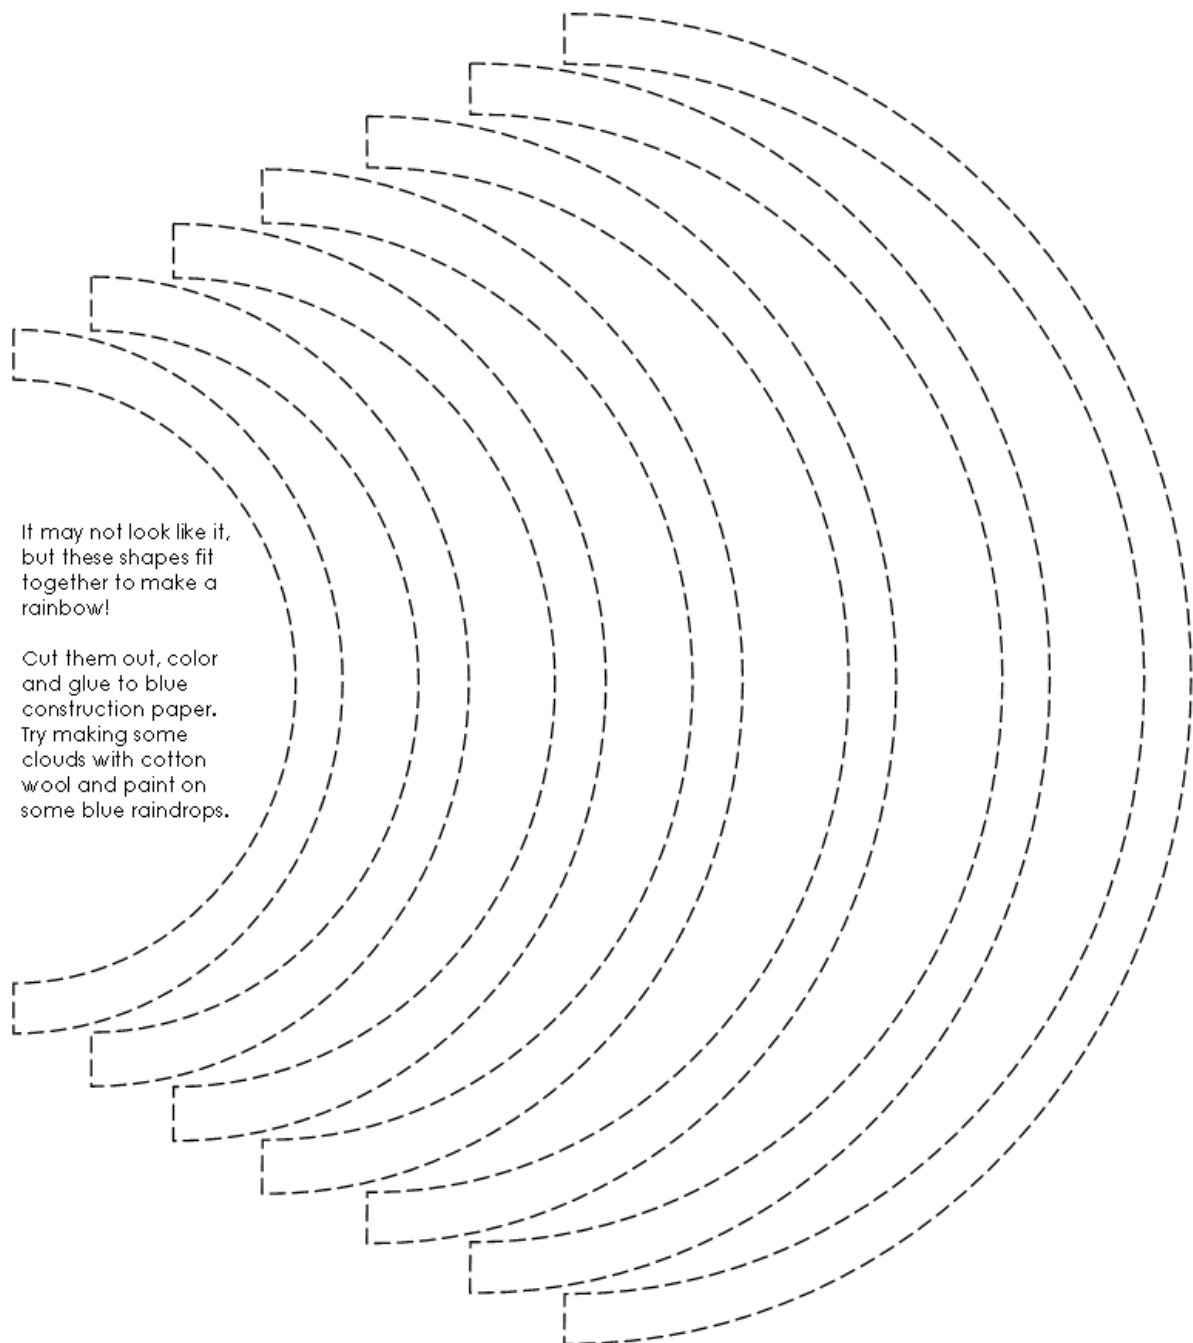 It may not look like it,
but these shapes fit
together to make a
rainbow!
Cut them out, color
and glue to blue
construction paper.
Try making some
clouds with cotton
wool and paint on
some blue raindrops.